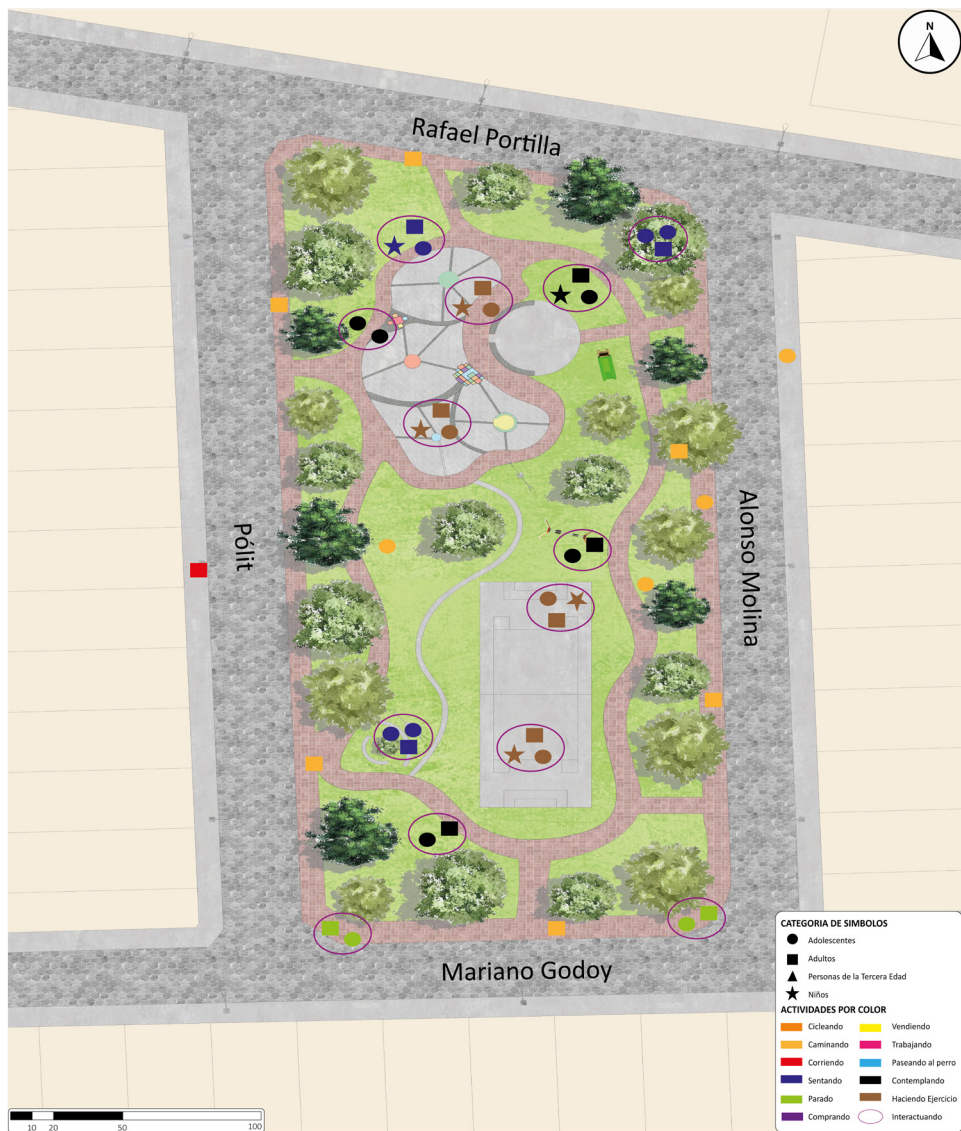 N
Rafael Portilla
Pólit
Alonso Molina
Mariano Godoy
CATEGORIA DE SIMBOLOS
Adolescentes
Adultos
Personas de la Tercera Edad
Niños
ACTIVIDADES POR COLOR
Cicleando
Vendiendo
Caminando
Trabajando
Corriendo
Paseando al perro
Sentando
Contemplando
Parado
Haciendo Ejercicio
Comprando
Interactuando
10 20 50 100